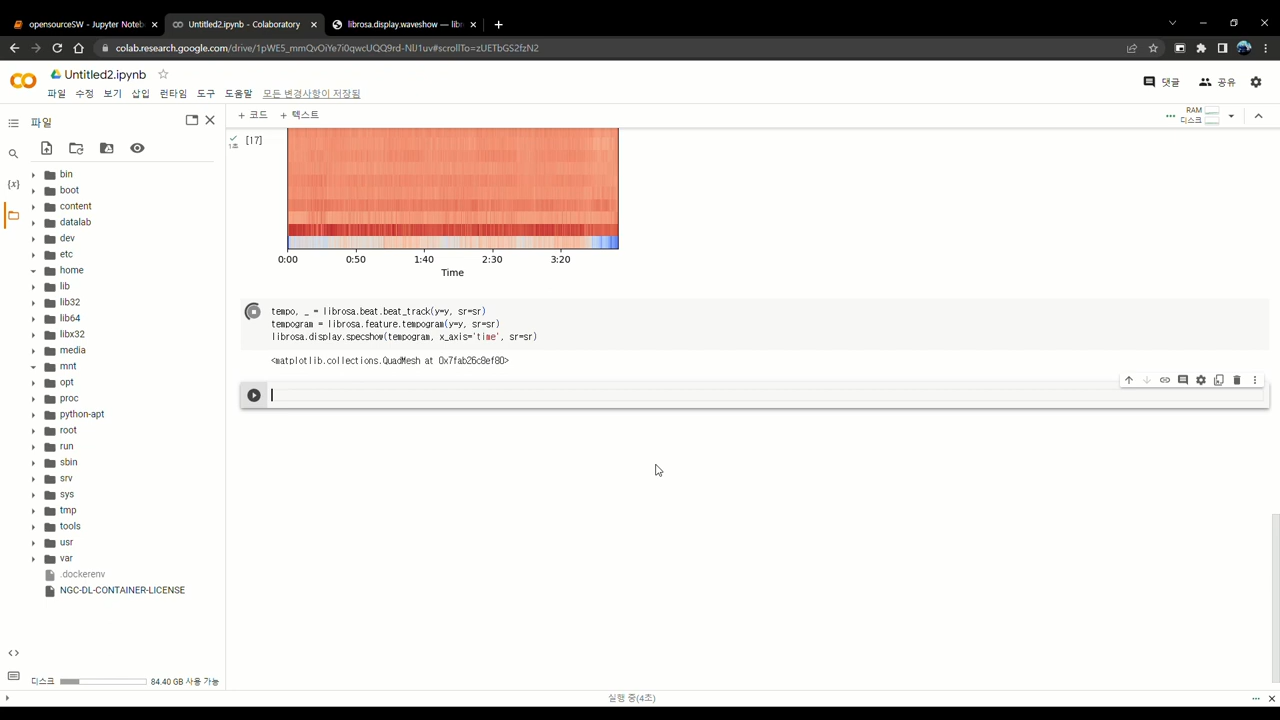 opensourceSW - Jupyter Noteb
Untitled2.ipynb - Colaboratory
librosa.display.waveshow — lib
colab.research.google.com/drive/1pWE5_mmQvOiYe7i0qwcUQQ9rd-NIJ1uv#scrollTo=zUETbGS2fzN2
Untitled2.ipynb
댓글
공유
파일 수정 보기 삽입 런타임 도구 도움말 모든 변경사항이 저장됨
파일
+ 코드 + 텍스트
RAM
디스크
bin
boot
content
datalab
dev
etc
home
lib
lib32
lib64
libx32
media
mnt
opt
proc
python-apt
root
run
sbin
srv
sys
tmp
tools
usr
var
.dockerenv
NGC-DL-CONTAINER-LICENSE
디스크 84.40 GB 사용 가능
{x}
1초
[17]
0:00 0:50 1:40 2:30 3:20
Time
tempo, _ = librosa.beat.beat_track(y=y, sr=sr)
tempogram = librosa.feature.tempogram(y=y, sr=sr)
librosa.display.specshow(tempogram, x_axis='time', sr=sr)
<matplotlib.collections.QuadMesh at 0x7fab26c8ef80>
실행 중(4초)